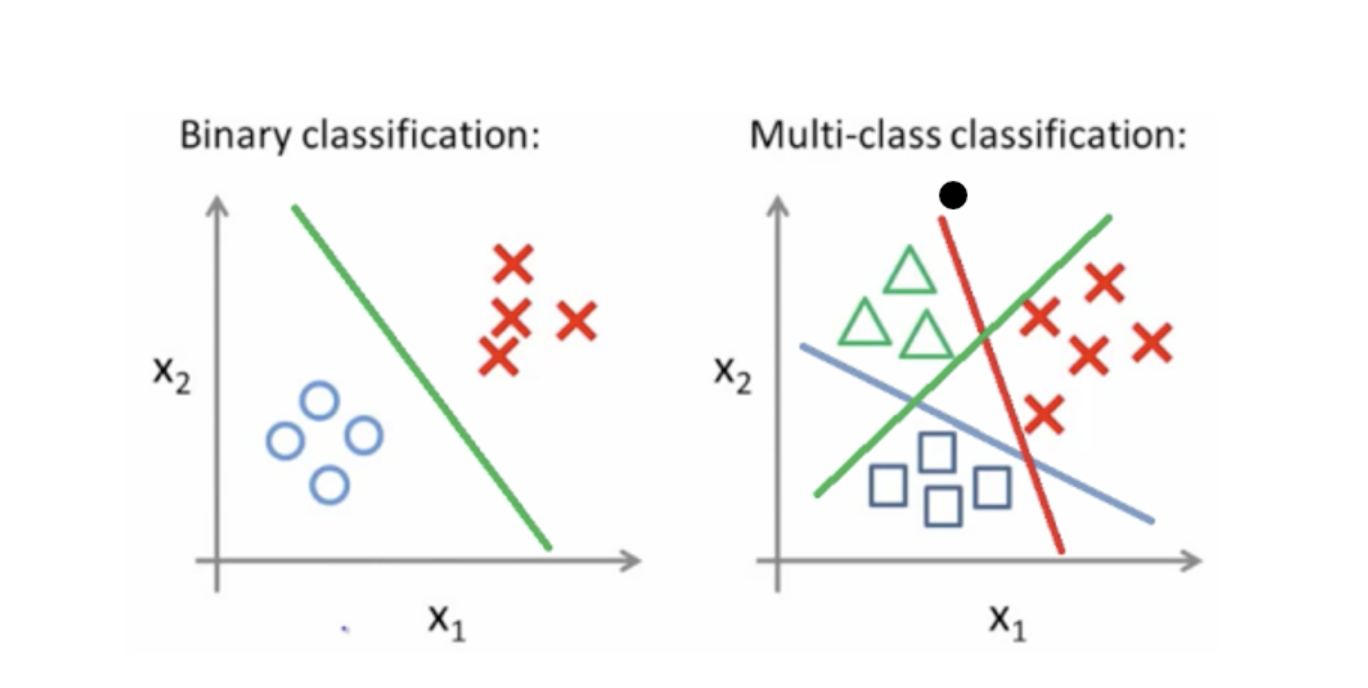 Binary classification:
x₂
x₁
Multi-class classification:
x₂
x₁